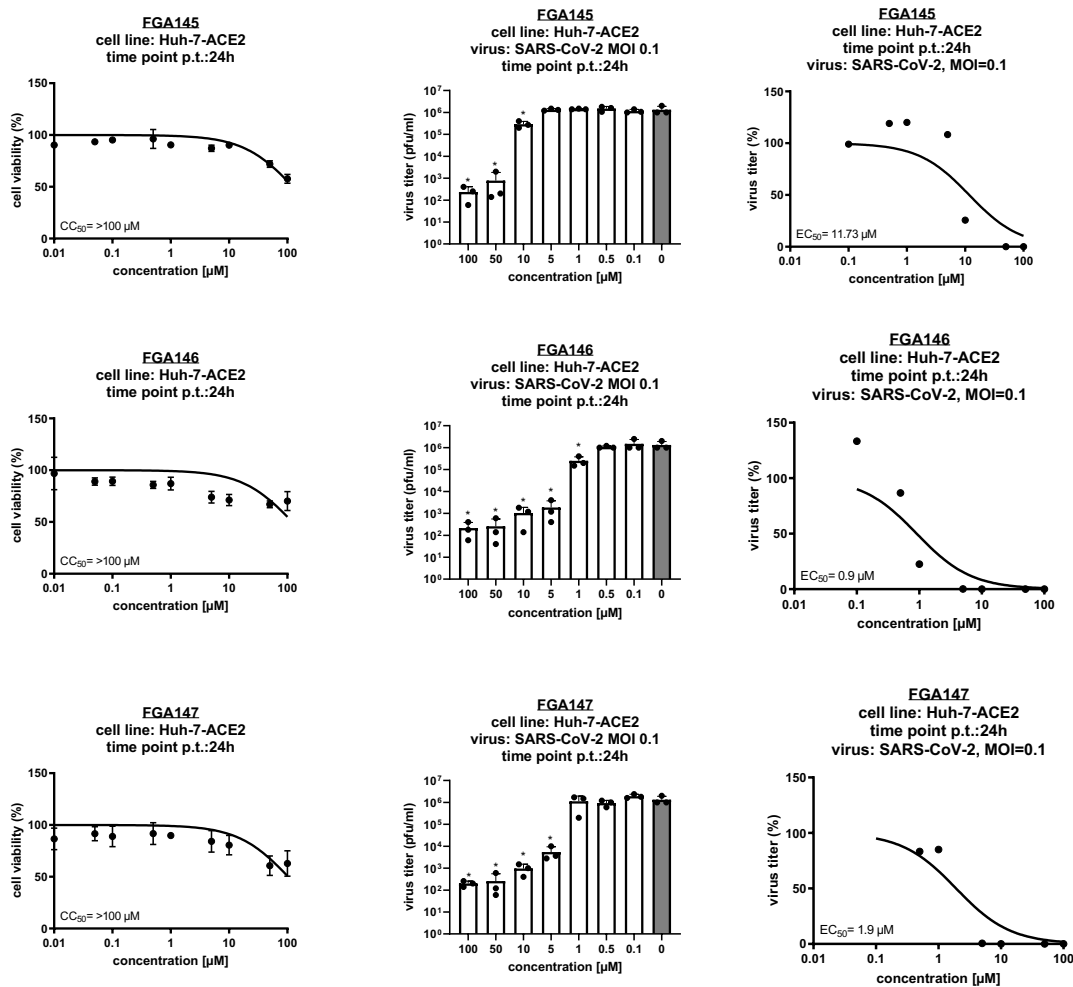 FGA145
cell line: Huh-7-ACE2
time point p.t.:24h
150
100
50
0
cell viability (%)
CC50= >100 µM
0.01 0.1 1 10 100
concentration [µM]
FGA145
cell line: Huh-7-ACE2
virus: SARS-CoV-2 MOI 0.1
time point p.t.:24h
10⁷
10⁶
10⁵
10⁴
10³
10²
10¹
10⁰
virus titer (pfu/ml)
* * *
100 50 10 5 1 0.5 0.1 0
concentration [µM]
FGA145
cell line: Huh-7-ACE2
time point p.t.:24h
virus: SARS-CoV-2, MOI=0.1
150
100
50
0
virus titer (%)
EC50= 11.73 µM
0.01 0.1 1 10 100
concentration [µM]
FGA146
cell line: Huh-7-ACE2
time point p.t.:24h
150
100
50
0
cell viability (%)
CC50= >100 µM
0.01 0.1 1 10 100
concentration [µM]
FGA146
cell line: Huh-7-ACE2
virus: SARS-CoV-2 MOI 0.1
time point p.t.:24h
10⁷
10⁶
10⁵
10⁴
10³
10²
10¹
10⁰
virus titer (pfu/ml)
* * * * *
100 50 10 5 1 0.5 0.1 0
concentration [µM]
FGA146
cell line: Huh-7-ACE2
time point p.t.:24h
virus: SARS-CoV-2, MOI=0.1
150
100
50
0
virus titer (%)
EC50= 0.9 µM
0.01 0.1 1 10 100
concentration [µM]
FGA147
cell line: Huh-7-ACE2
time point p.t.:24h
150
100
50
0
cell viability (%)
CC50= >100 µM
0.01 0.1 1 10 100
concentration [µM]
FGA147
cell line: Huh-7-ACE2
virus: SARS-CoV-2 MOI 0.1
time point p.t.:24h
10⁷
10⁶
10⁵
10⁴
10³
10²
10¹
10⁰
virus titer (pfu/ml)
* * * *
100 50 10 5 1 0.5 0.1 0
concentration [µM]
FGA147
cell line: Huh-7-ACE2
time point p.t.:24h
virus: SARS-CoV-2, MOI=0.1
150
100
50
0
virus titer (%)
EC50= 1.9 µM
0.01 0.1 1 10 100
concentration [µM]